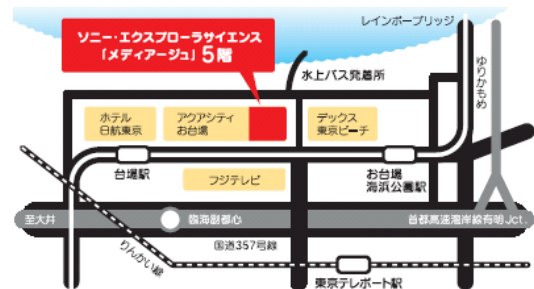 レインボーブリッジ
ソニー・エクスプローラサイエンス
「メディアージュ」5階
ゆりかもめ
水上バス発着所
ホテル
日航東京
アクアシティ
お台場
デックス
東京ビーチ
台場駅
お台場
海浜公園駅
フジテレビ
至大井
臨海副都心
首都高速湾岸線有明Jct.
国道357号線
りんかい線
東京テレポート駅